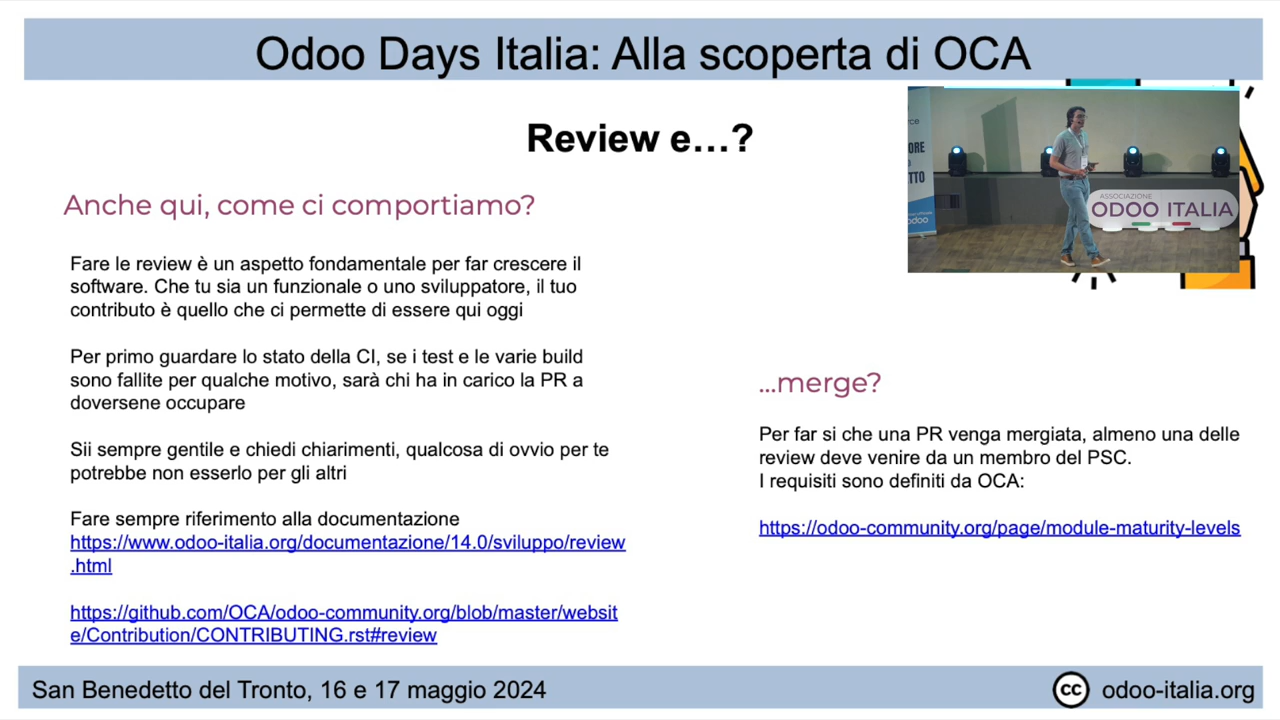 Odoo Days Italia: Alla scoperta di OCA
Review e...?
Anche qui, come ci comportiamo?
Fare le review è un aspetto fondamentale per far crescere il
software. Che tu sia un funzionale o uno sviluppatore, il tuo
contributo è quello che ci permette di essere qui oggi
Per primo guardare lo stato della CI, se i test e le varie build
sono fallite per qualche motivo, sarà chi ha in carico la PR a
doversene occupare
Sii sempre gentile e chiedi chiarimenti, qualcosa di ovvio per te
potrebbe non esserlo per gli altri
Fare sempre riferimento alla documentazione
https://www.odoo-italia.org/documentazione/14.0/sviluppo/review
.html
https://github.com/OCA/odoo-community.org/blob/master/websit
e/Contribution/CONTRIBUTING.rst#review
ASSOCIAZIONE
ODOO ITALIA
odoo
...merge?
Per far si che una PR venga mergiata, almeno una delle
review deve venire da un membro del PSC.
I requisiti sono definiti da OCA:
https://odoo-community.org/page/module-maturity-levels
San Benedetto del Tronto, 16 e 17 maggio 2024
cc odoo-italia.org